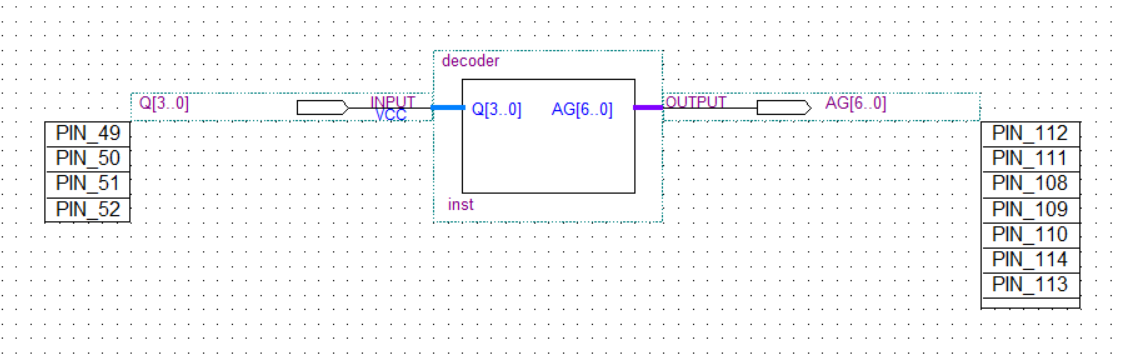 decoder
Q[3..0]
INPUT
VCC
Q[3..0]
AG[6..0]
OUTPUT
AG[6..0]
inst
PIN_49
PIN_50
PIN_51
PIN_52
PIN_112
PIN_111
PIN_108
PIN_109
PIN_110
PIN_114
PIN_113